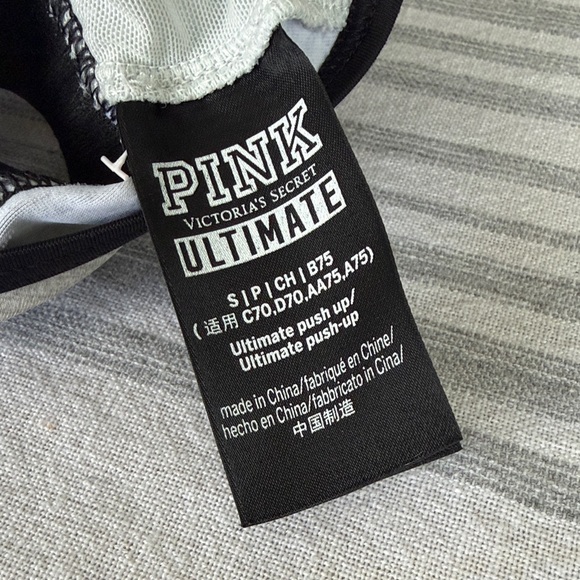 PINK
VICTORIA'S SECRET
ULTIMATE
S|P|CH|B75
(适用 C70,D70,AA75,A75)
Ultimate push up/
Ultimate push-up
made in China/fabriqué en Chine/
hecho en China/fabbricato in Cina/
中国制造